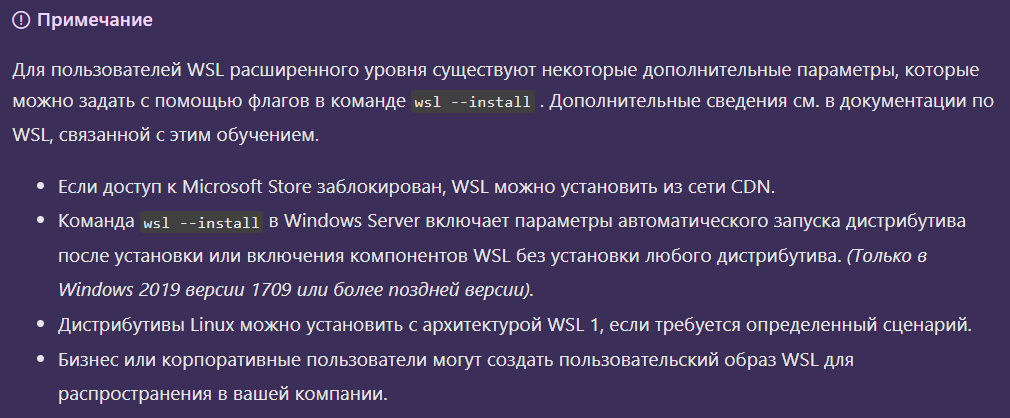 Примечание
Для пользователей WSL расширенного уровня существуют некоторые дополнительные параметры, которые
можно задать с помощью флагов в команде wsl --install . Дополнительные сведения см. в документации по
WSL, связанной с этим обучением.
• Если доступ к Microsoft Store заблокирован, WSL можно установить из сети CDN.
• Команда wsl --install в Windows Server включает параметры автоматического запуска дистрибутива
после установки или включения компонентов WSL без установки любого дистрибутива. (Только в
Windows 2019 версии 1709 или более поздней версии).
• Дистрибутивы Linux можно установить с архитектурой WSL 1, если требуется определенный сценарий.
• Бизнес или корпоративные пользователи могут создать пользовательский образ WSL для
распространения в вашей компании.